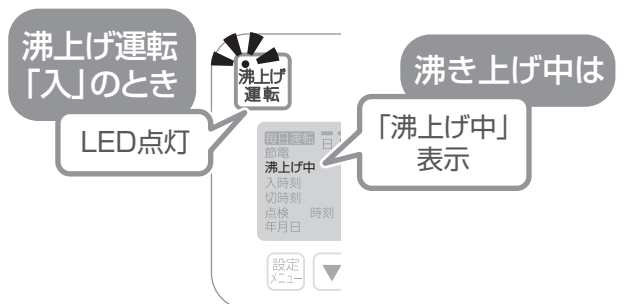 沸上げ運転
「入」のとき
LED点灯
沸上げ
運転
沸き上げ中は
「沸上げ中」
表示
毎日運転 日
節電
沸上げ中
入時刻
切時刻
点検 時刻
年月日
設定
メニュー
▼